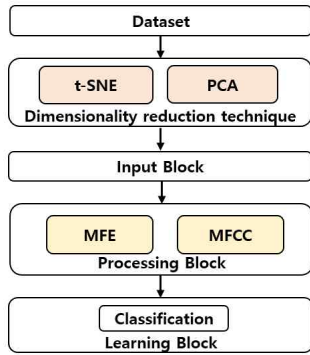 Dataset
t-SNE PCA
Dimensionality reduction technique
Input Block
MFE MFCC
Processing Block
Classification
Learning Block